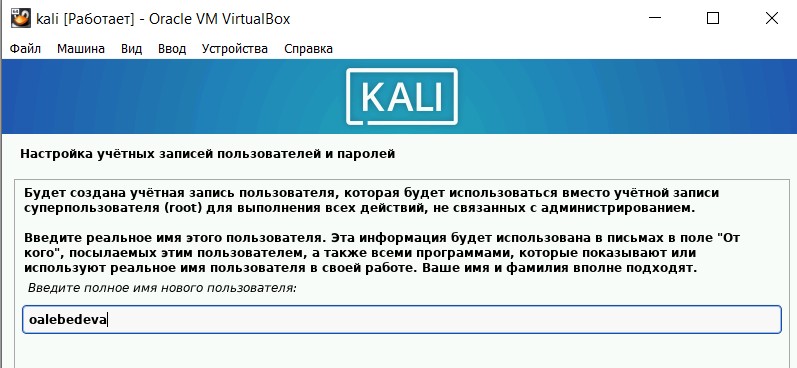 kali [Работает] - Oracle VM VirtualBox
Файл Машина Вид Ввод Устройства Справка
KALI
Настройка учётных записей пользователей и паролей
Будет создана учётная запись пользователя, которая будет использоваться вместо учётной записи
суперпользователя (root) для выполнения всех действий, не связанных с администрированием.
Введите реальное имя этого пользователя. Эта информация будет использована в письмах в поле "От
кого", посылаемых этим пользователем, а также всеми программами, которые показывают или
используют реальное имя пользователя в своей работе. Ваше имя и фамилия вполне подходят.
Введите полное имя нового пользователя:
oalebedeva